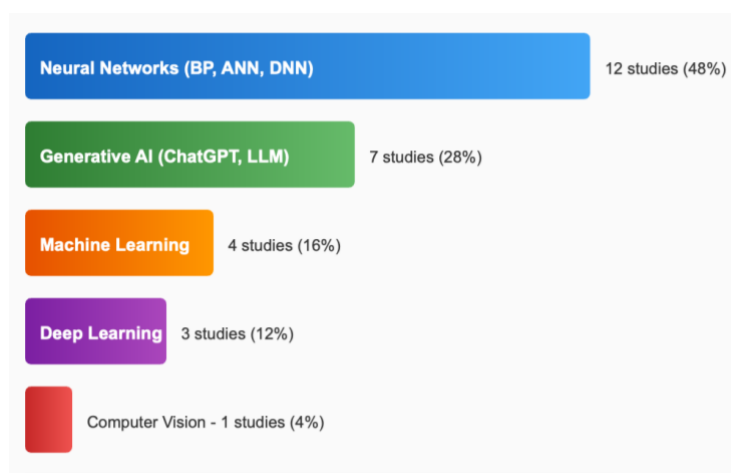 Neural Networks (BP, ANN, DNN) 12 studies (48%)
Generative AI (ChatGPT, LLM) 7 studies (28%)
Machine Learning 4 studies (16%)
Deep Learning 3 studies (12%)
Computer Vision - 1 studies (4%)